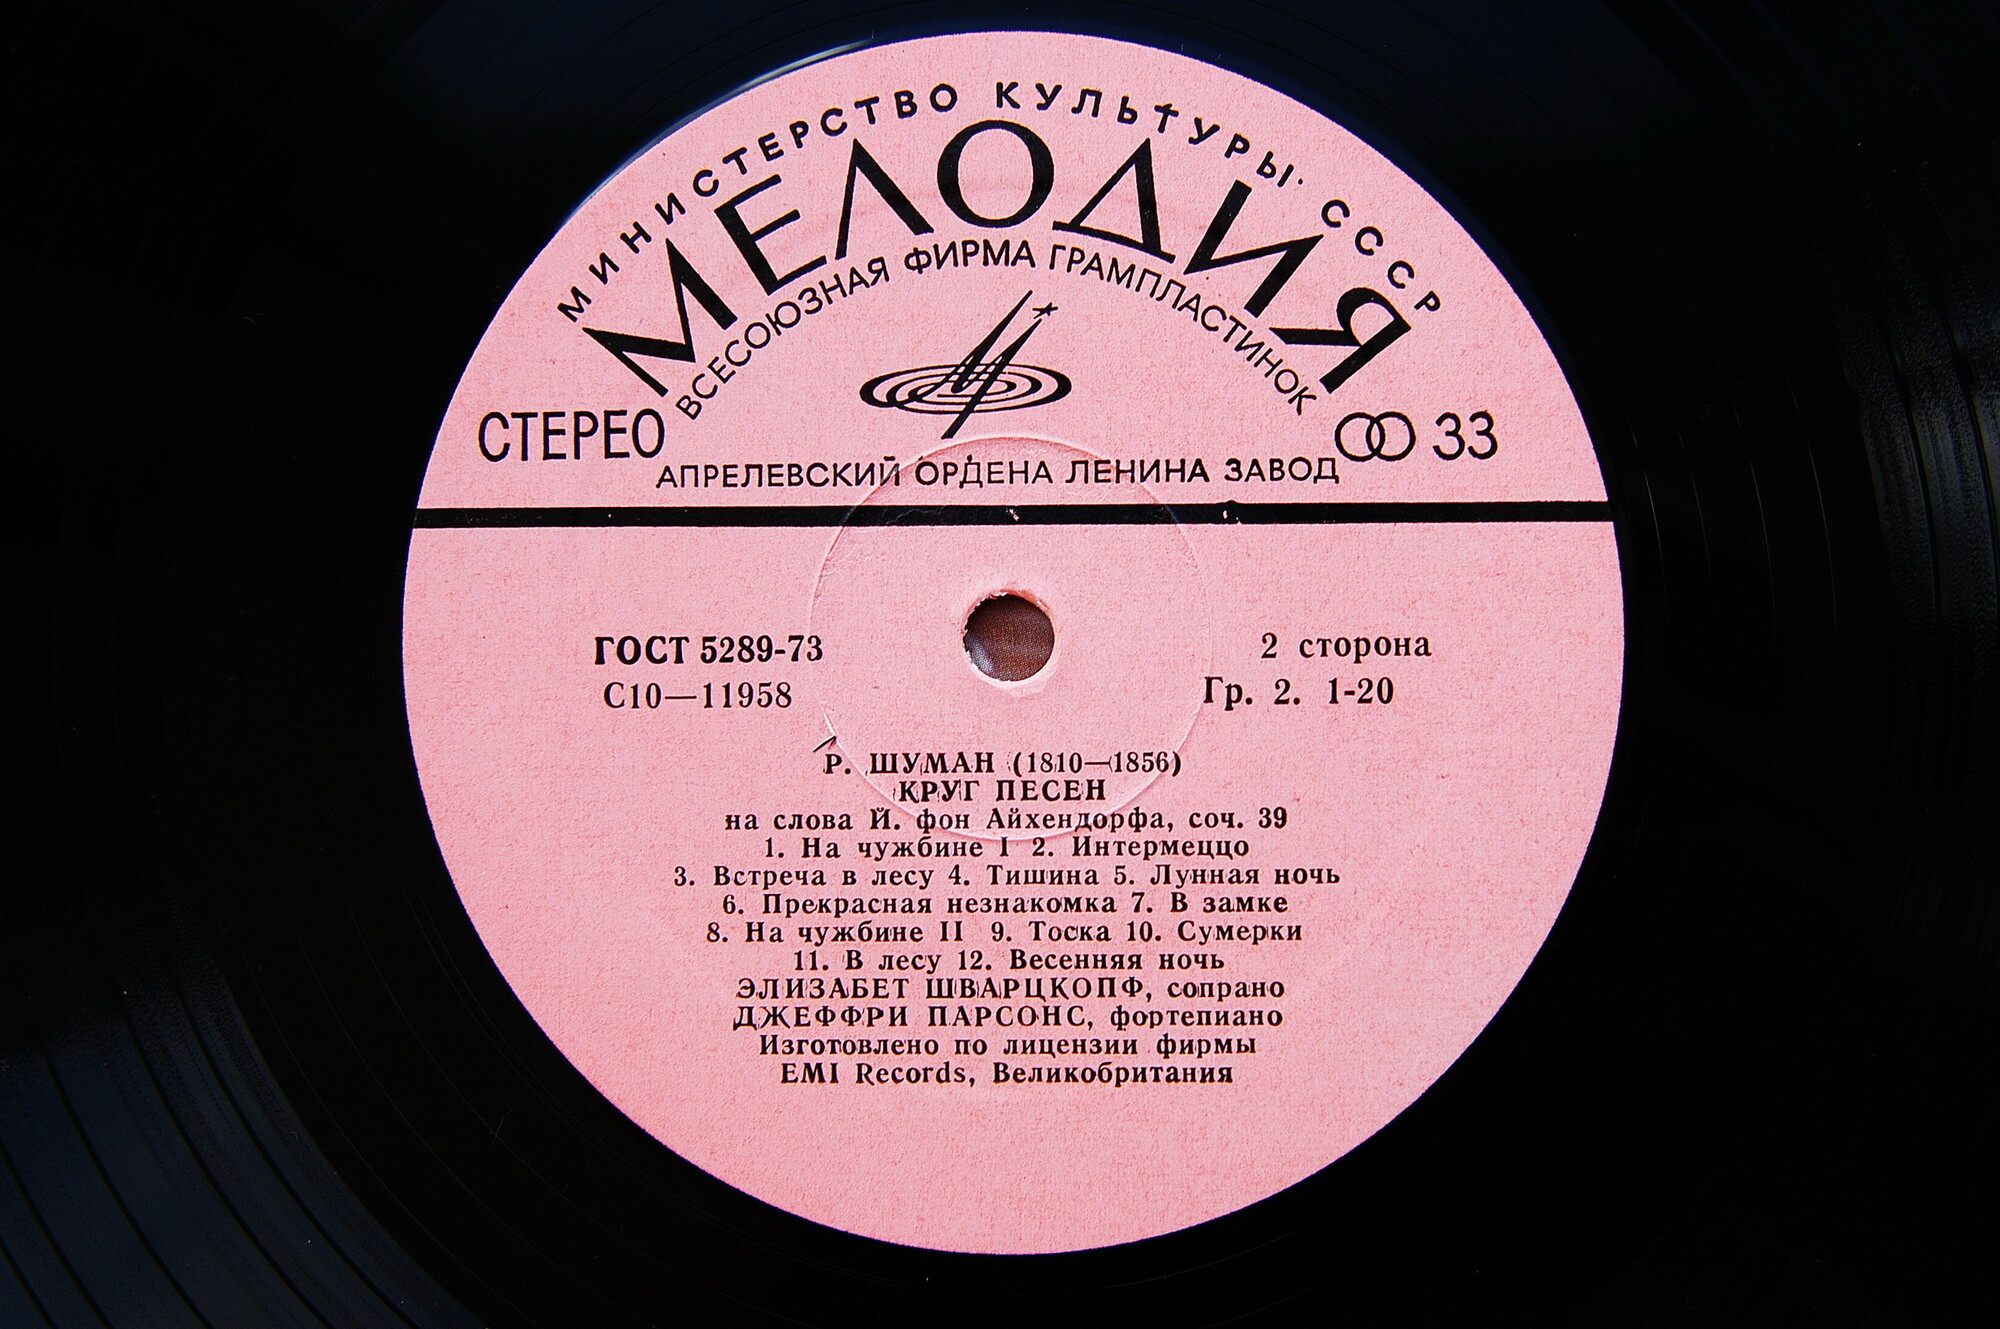 МИНИСТЕРСТВО КУЛЬТУРЫ СССР
МЕЛОДИЯ
ВСЕСОЮЗНАЯ ФИРМА ГРАМПЛАСТИНОК
СТЕРЕО 33
АПРЕЛЕВСКИЙ ОРДЕНА ЛЕНИНА ЗАВОД
ГОСТ 5289-73 2 сторона
С10—11958 Гр. 2. 1-20
Р. ШУМАН (1810—1856)
КРУГ ПЕСЕН
на слова Й. фон Айхендорфа, соч. 39
1. На чужбине I 2. Интермеццо
3. Встреча в лесу 4. Тишина 5. Лунная ночь
6. Прекрасная незнакомка 7. В замке
8. На чужбине II 9. Тоска 10. Сумерки
11. В лесу 12. Весенняя ночь
ЭЛИЗАБЕТ ШВАРЦКОПФ, сопрано
ДЖЕФФРИ ПАРСОНС, фортепиано
Изготовлено по лицензии фирмы
EMI Records, Великобритания